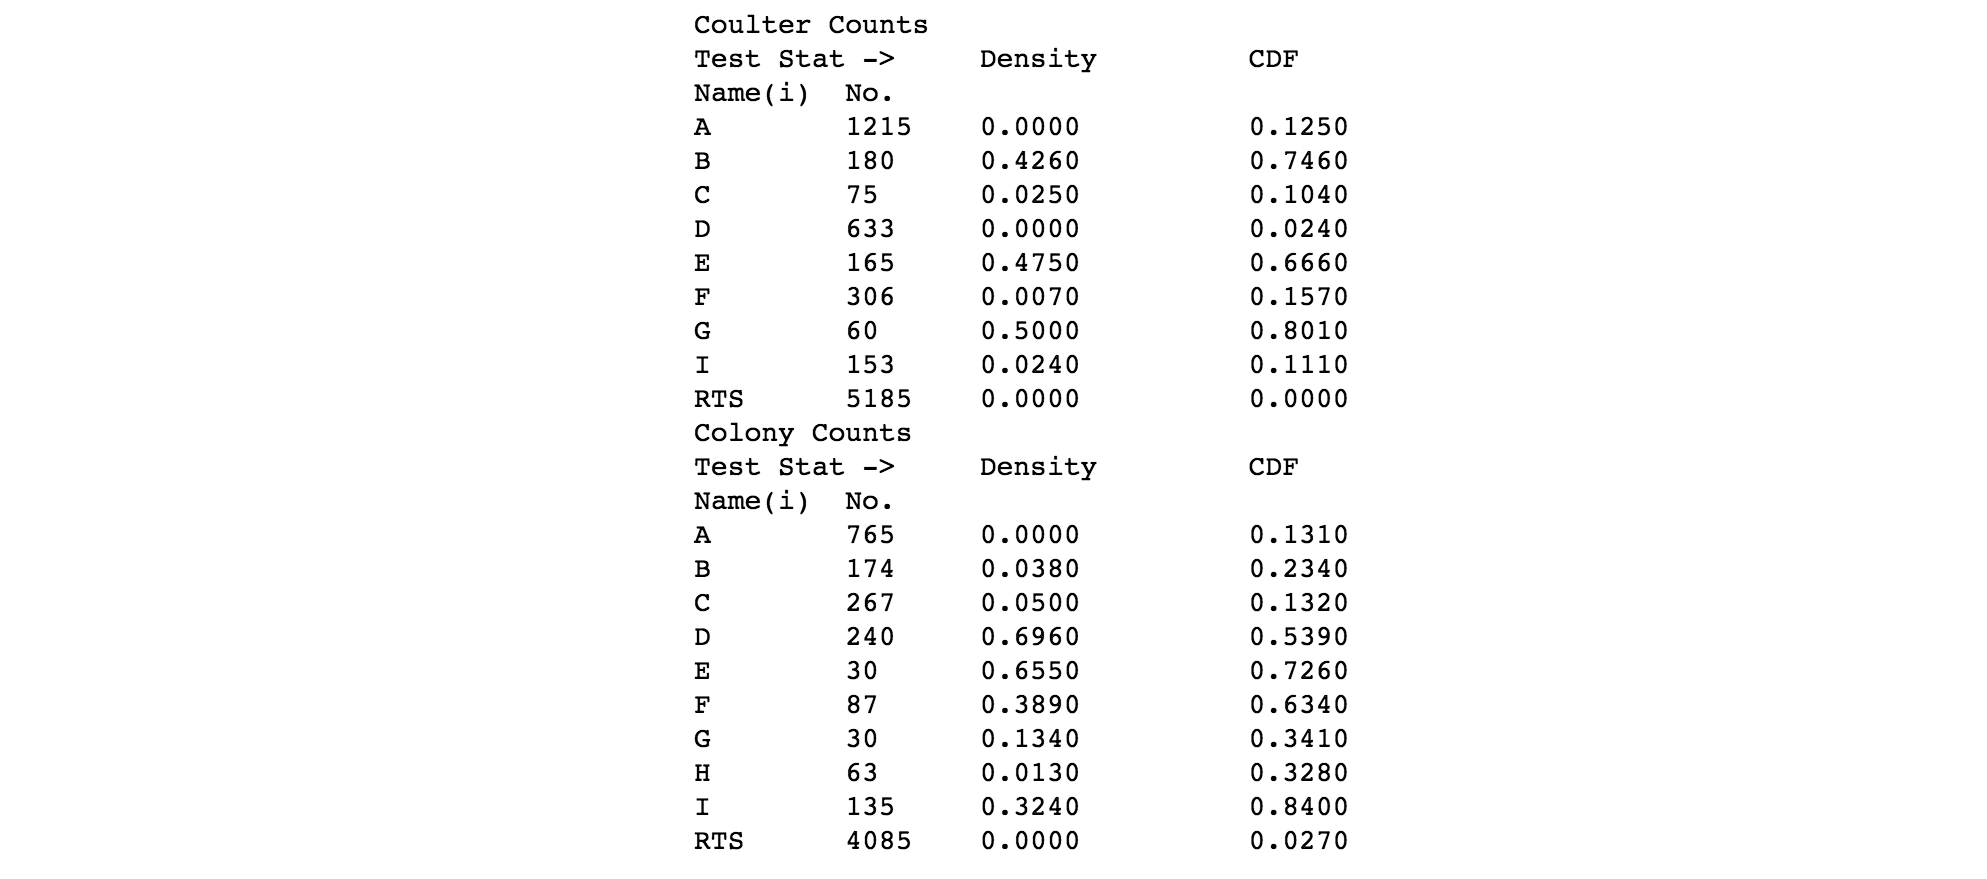 Coulter Counts
Test Stat -> Density CDF
Name(i) No.
A 1215 0.0000 0.1250
B 180 0.4260 0.7460
C 75 0.0250 0.1040
D 633 0.0000 0.0240
E 165 0.4750 0.6660
F 306 0.0070 0.1570
G 60 0.5000 0.8010
I 153 0.0240 0.1110
RTS 5185 0.0000 0.0000
Colony Counts
Test Stat -> Density CDF
Name(i) No.
A 765 0.0000 0.1310
B 174 0.0380 0.2340
C 267 0.0500 0.1320
D 240 0.6960 0.5390
E 30 0.6550 0.7260
F 87 0.3890 0.6340
G 30 0.1340 0.3410
H 63 0.0130 0.3280
I 135 0.3240 0.8400
RTS 4085 0.0000 0.0270